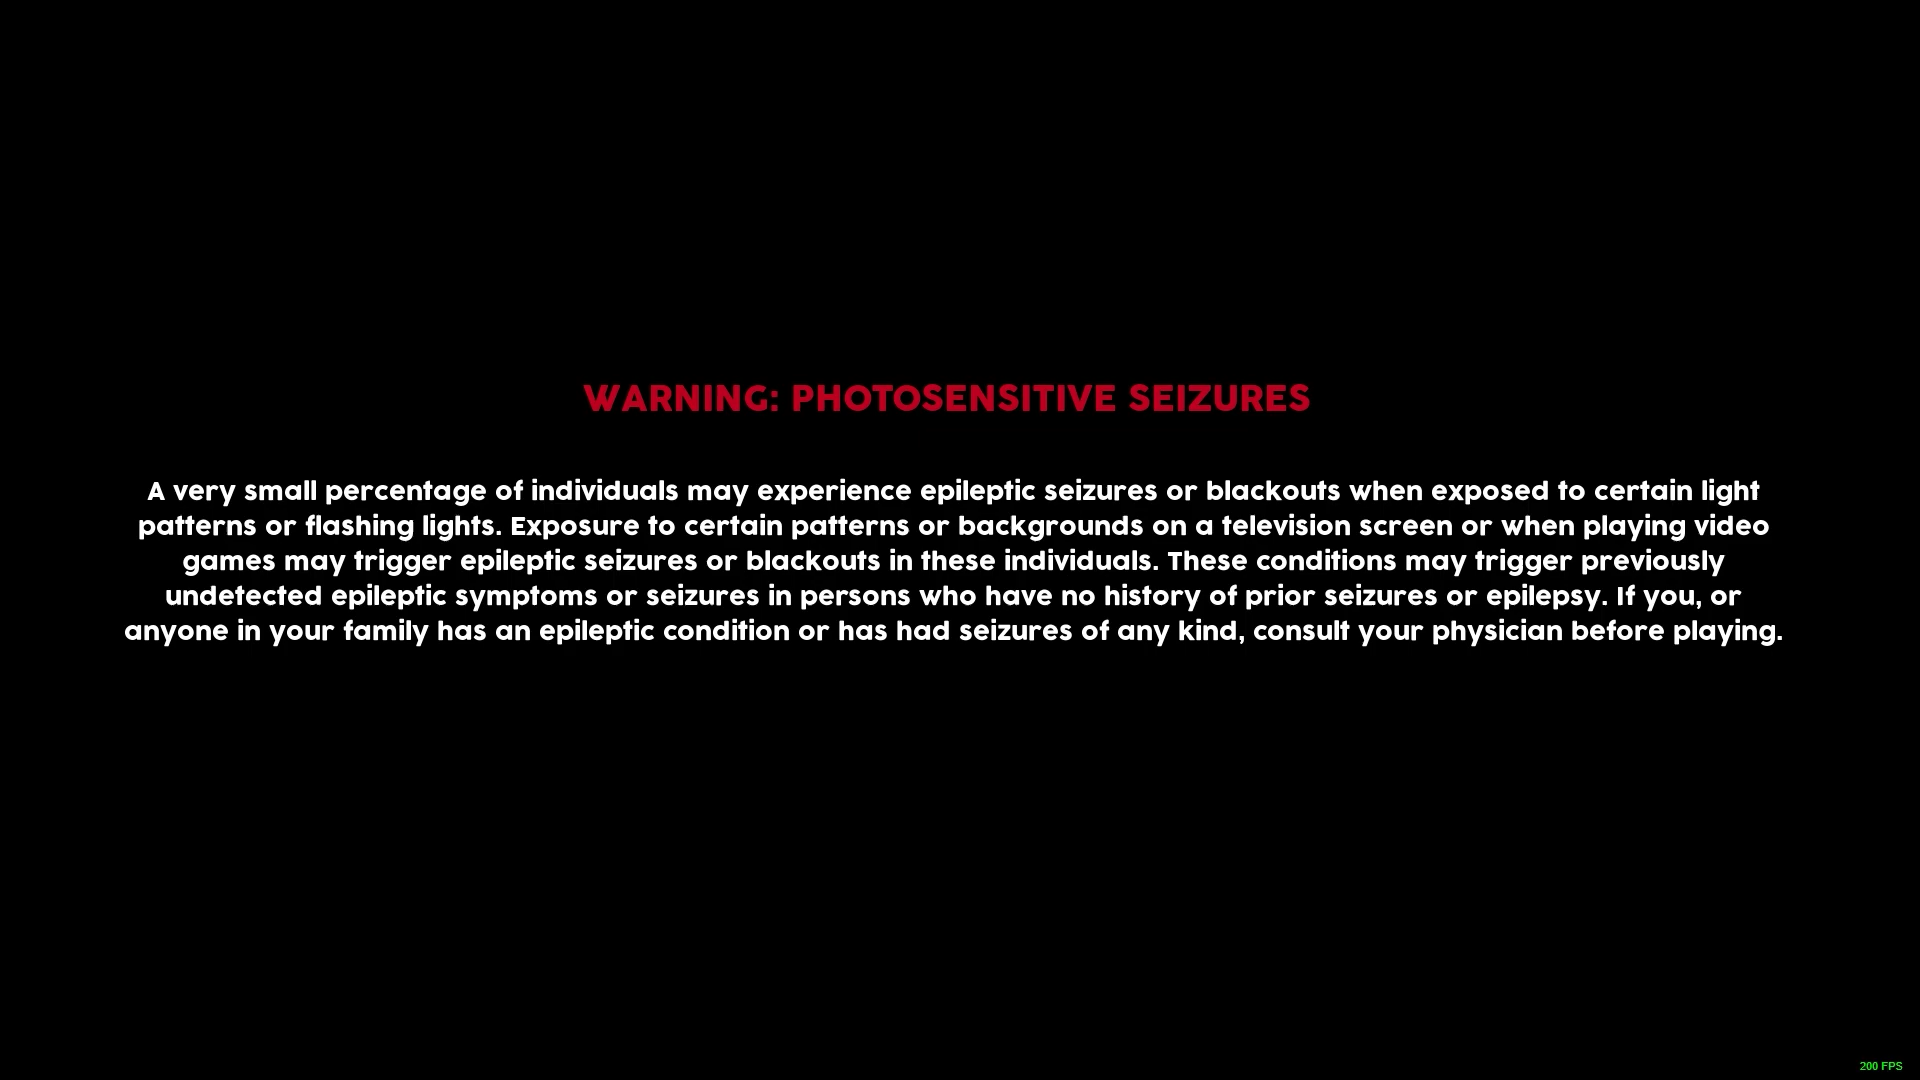 WARNING: PHOTOSENSITIVE SEIZURES
A very small percentage of individuals may experience epileptic seizures or blackouts when exposed to certain light
patterns or flashing lights. Exposure to certain patterns or backgrounds on a television screen or when playing video
games may trigger epileptic seizures or blackouts in these individuals. These conditions may trigger previously
undetected epileptic symptoms or seizures in persons who have no history of prior seizures or epilepsy. If you, or
anyone in your family has an epileptic condition or has had seizures of any kind, consult your physician before playing.
200 FPS